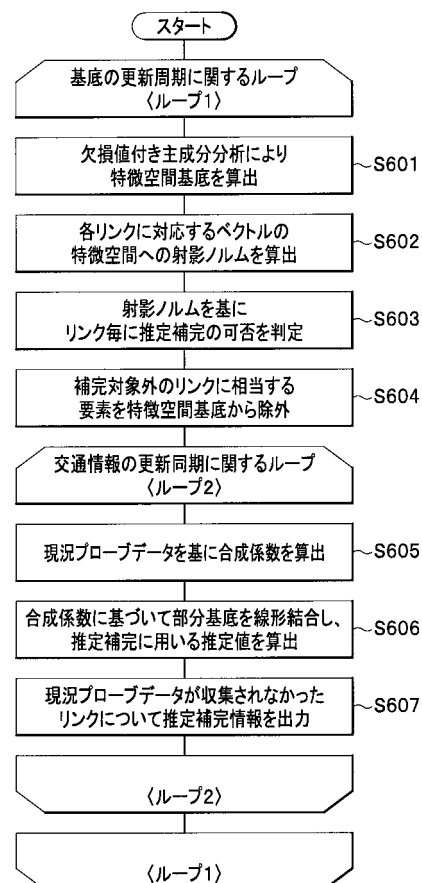 スタート
基底の更新周期に関するループ
〈ループ1〉
欠損値付き主成分分析により
特微空間基底を算出
S601
各リンクに対応するベクトルの
特微空間への射影ノルムを算出
S602
射影ノルムを基に
リンク毎に推定補完の可否を判定
S603
補完対象外のリンクに相当する
要素を特徴空間基底から除外
S604
交通情報の更新同期に関するループ
〈ループ2〉
現況プローブデータを基に合成係数を算出
S605
合成係数に基づいて部分基底を線形結合し、
推定補完に用いる推定値を算出
S606
現況プローブデータが収集されなかった
リンクについて推定補完情報を出力
S607
〈ループ2〉
〈ループ1〉